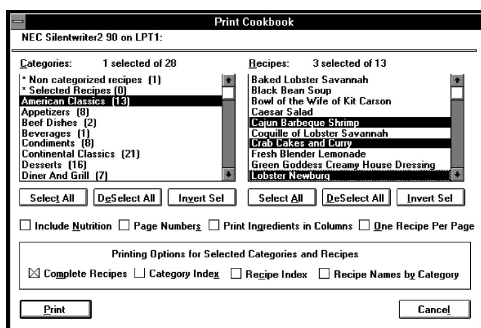 Print Cookbook
NEC Silentwriter2 90 on LPT1:
Categories: 1 selected of 28
Recipes: 3 selected of 13
* Non categorized recipes (1)
* Selected Recipes (0)
American Classics (13)
Appetizers (8)
Beef Dishes (2)
Beverages (1)
Condiments (8)
Continental Classics (21)
Desserts (16)
Diner And Grill (7)
Baked Lobster Savannah
Black Bean Soup
Bowl of the Wife of Kit Carson
Caesar Salad
Cajun Barbeque Shrimp
Coquille of Lobster Savannah
Crab Cakes and Curry
Fresh Blender Lemonade
Green Goddess Creamy House Dressing
Lobster Newburg
Select All DeSelect All Invert Sel
Select All DeSelect All Invert Sel
Include Nutrition Page Numbers Print Ingredients in Columns One Recipe Per Page
Printing Options for Selected Categories and Recipes
Complete Recipes Category Index Recipe Index Recipe Names by Category
Print Cancel